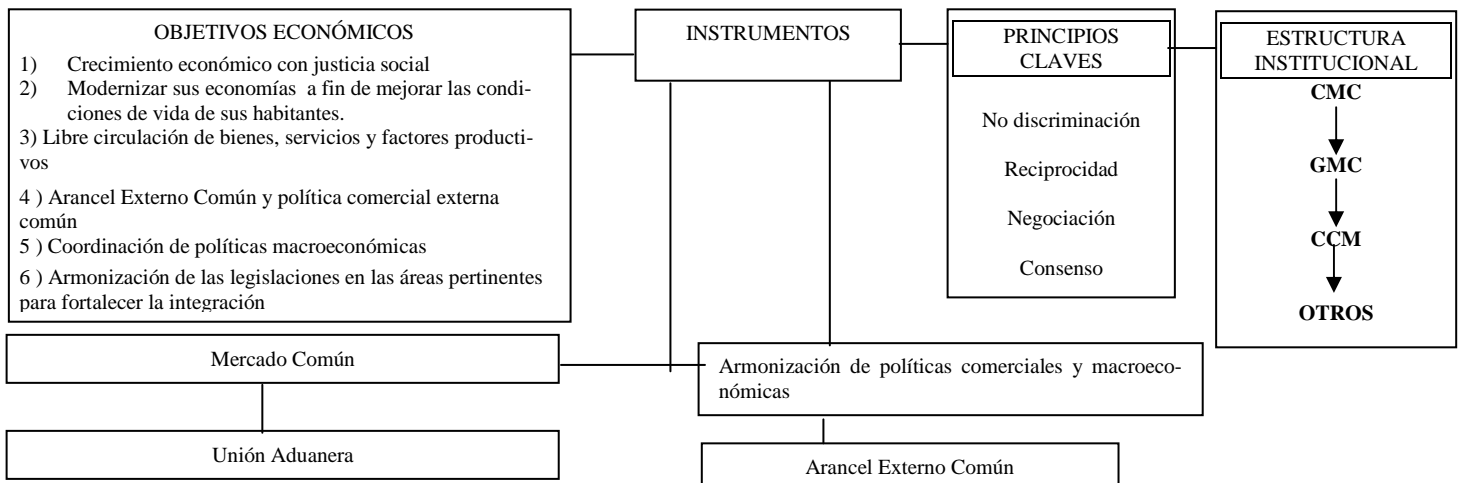 OBJETIVOS ECONÓMICOS
1) Crecimiento económico con justicia social
2) Modernizar sus economías a fin de mejorar las condi-
ciones de vida de sus habitantes.
3) Libre circulación de bienes, servicios y factores producti-
vos
4 ) Arancel Externo Común y política comercial externa
común
5 ) Coordinación de políticas macroeconómicas
6 ) Armonización de las legislaciones en las áreas pertinentes
para fortalecer la integración
INSTRUMENTOS
PRINCIPIOS
CLAVES
No discriminación
Reciprocidad
Negociación
Consenso
ESTRUCTURA
INSTITUCIONAL
CMC
GMC
CCM
OTROS
Mercado Común
Armonización de políticas comerciales y macroeco-
nómicas
Unión Aduanera
Arancel Externo Común